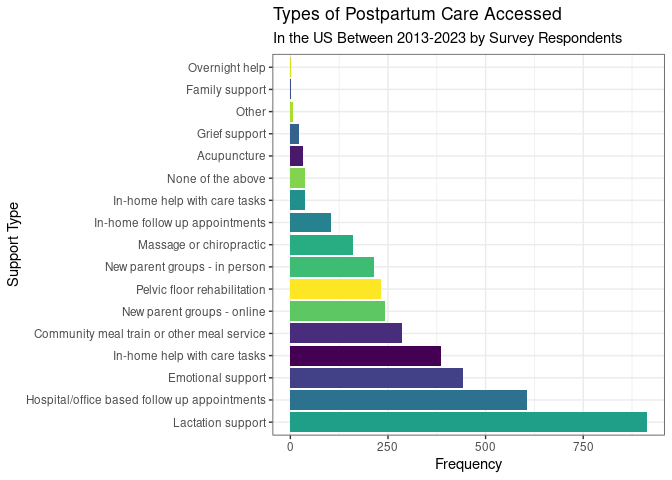 Types of Postpartum Care Accessed
In the US Between 2013-2023 by Survey Respondents
Support Type
Overnight help
Family support
Other
Grief support
Acupuncture
None of the above
In-home help with care tasks
In-home follow up appointments
Massage or chiropractic
New parent groups - in person
Pelvic floor rehabilitation
New parent groups - online
Community meal train or other meal service
In-home help with care tasks
Emotional support
Hospital/office based follow up appointments
Lactation support
0 250 500 750
Frequency